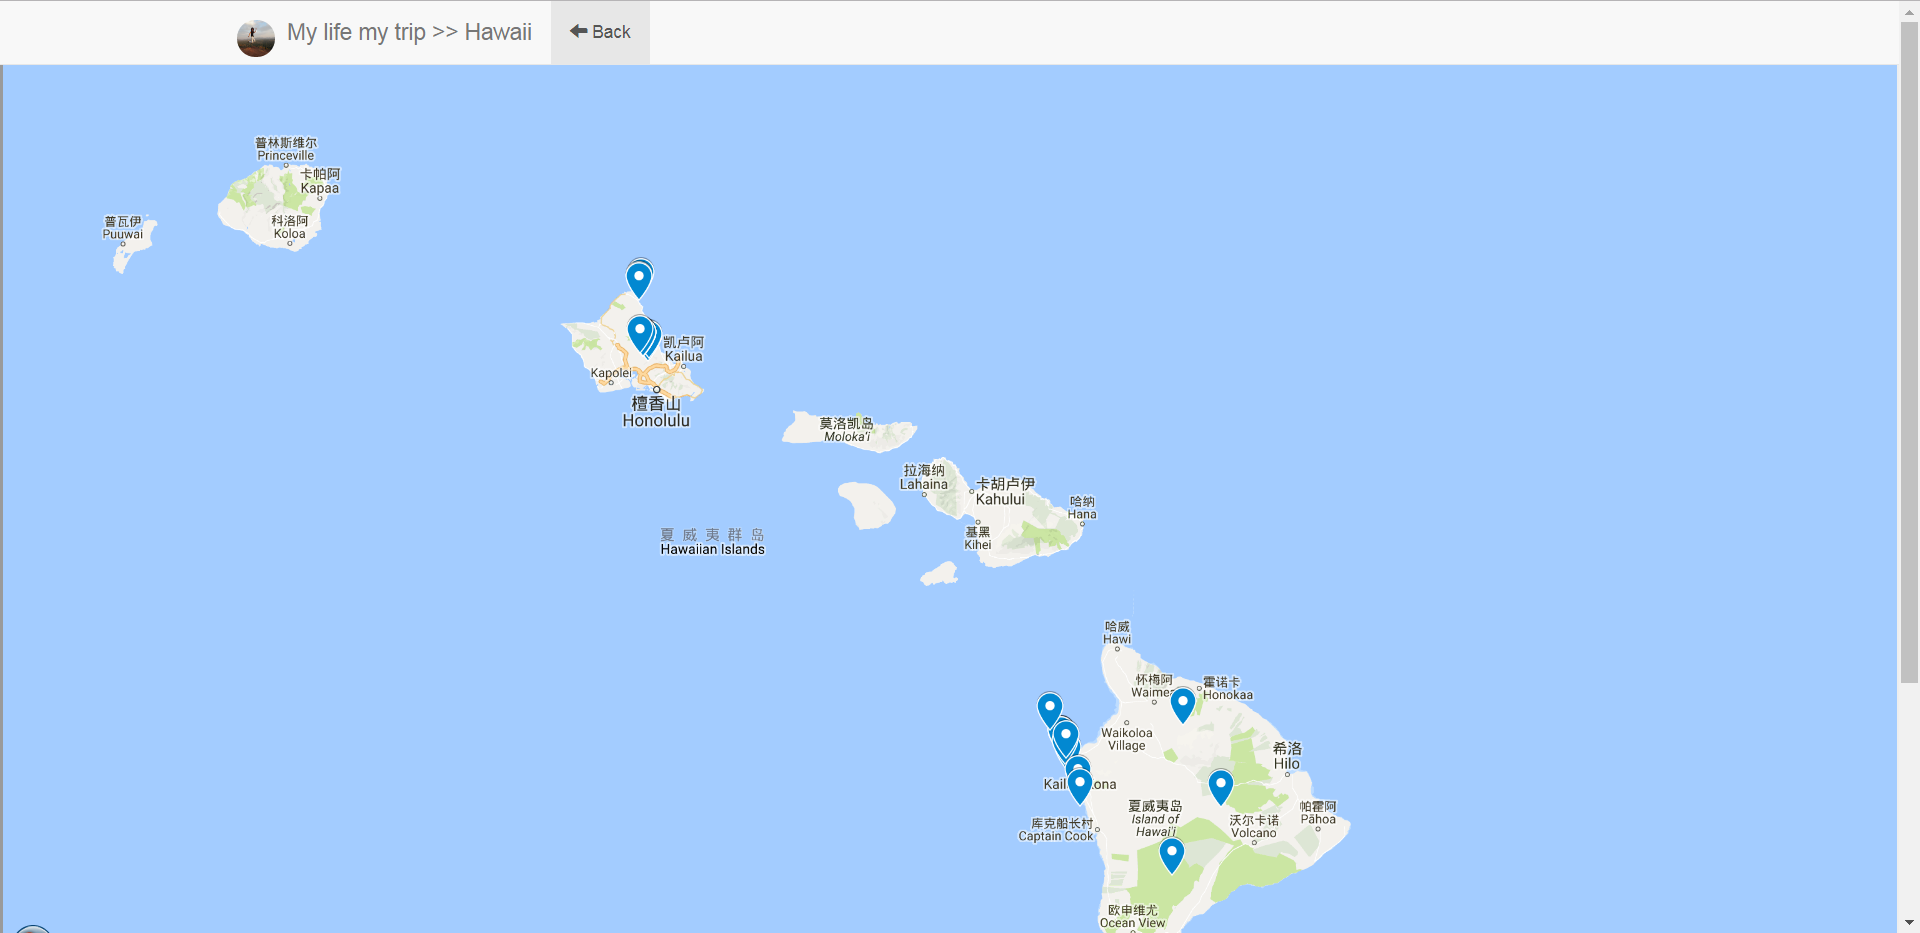 My life my trip >> Hawaii
Back
普林斯维尔
Princeville
卡帕阿
Kapaa
普瓦伊
Puuwai
科洛阿
Koloa
凯卢阿
Kailua
Kapolei
檀香山
Honolulu
莫洛凯岛
Moloka'i
拉海纳
Lahaina
卡胡卢伊
Kahului
哈纳
Hana
基黑
Kihei
夏威夷群岛
Hawaiian Islands
哈威
Hawi
怀梅阿
Waimea
霍诺卡
Honokaa
Waikoloa
Village
希洛
Hilo
夏威夷岛
Island of
Hawai'i
帕霍阿
Pāhoa
沃尔卡诺
Volcano
库克船长村
Captain Cook
欧申维尤
Ocean View